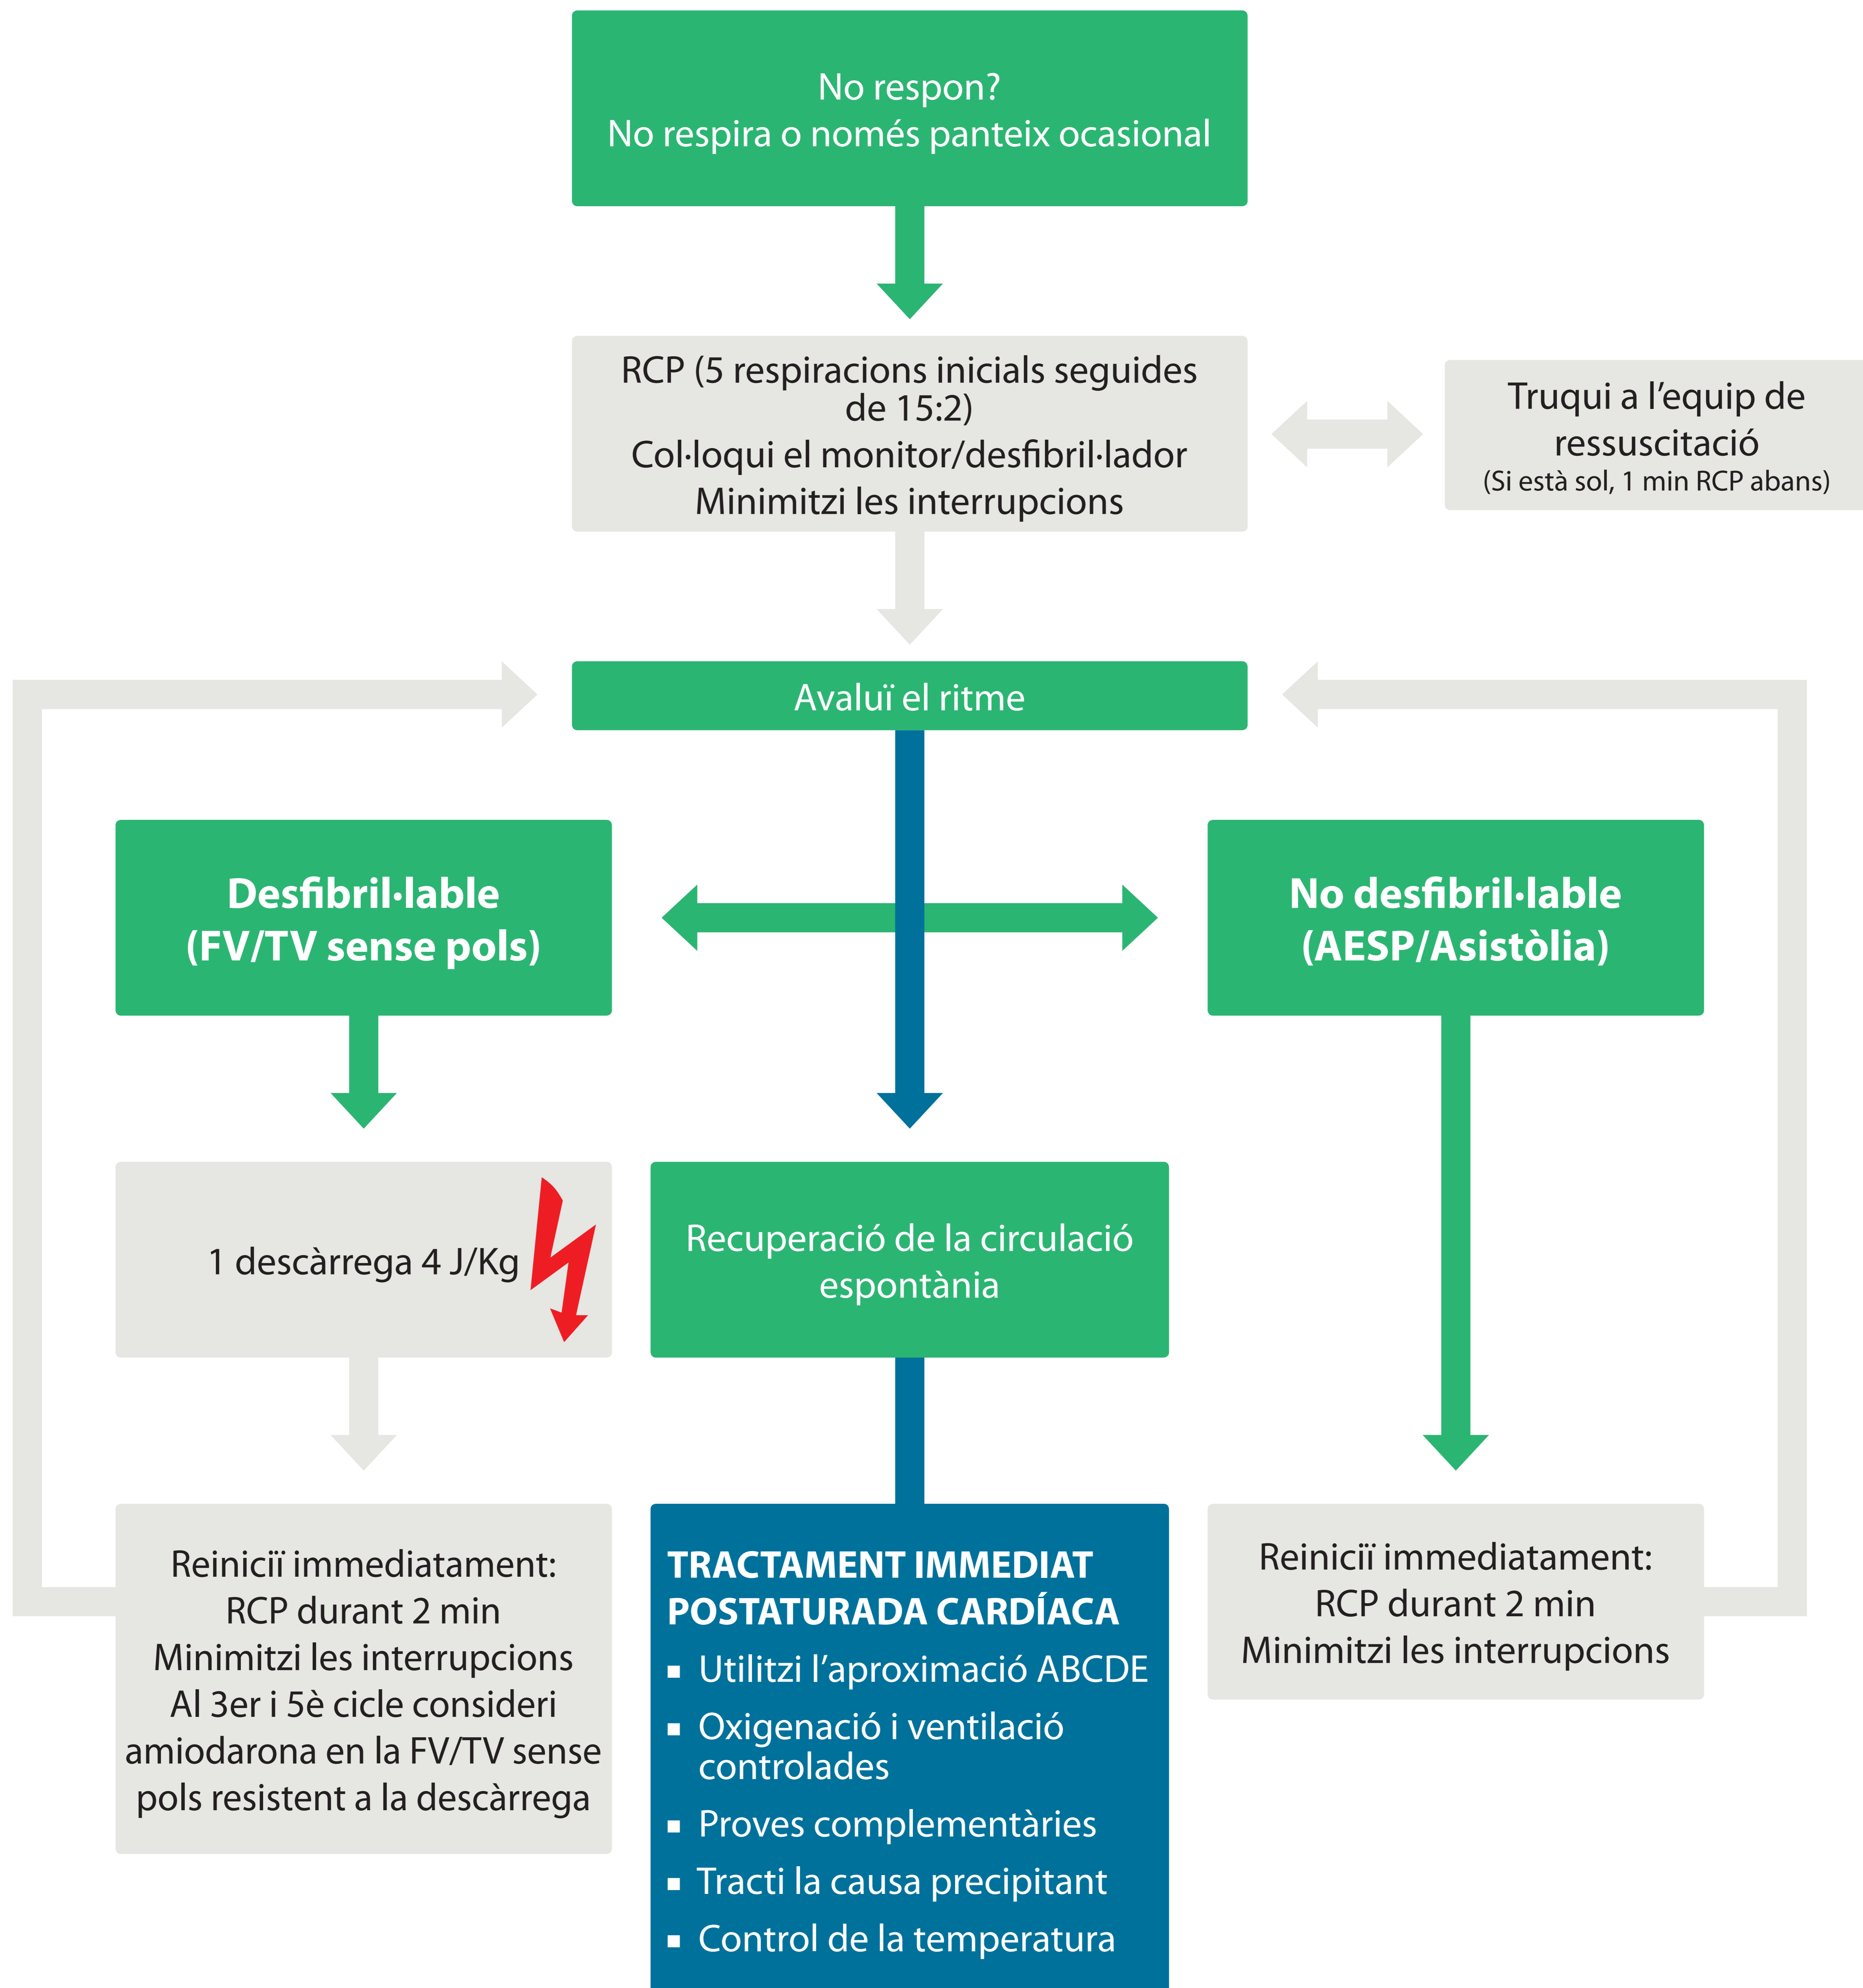 No respon?
No respira o només panteix ocasional
RCP (5 respiracions inicials seguides
de 15:2)
Col·loqui el monitor/desfibril·lador
Minimitzi les interrupcions
Truqui a l’equip de
ressuscitació
(Si està sol, 1 min RCP abans)
Avaluï el ritme
Desfibril·lable
(FV/TV sense pols)
No desfibril·lable
(AESP/Asistòlia)
1 descàrrega 4 J/Kg
Recuperació de la circulació
espontània
Reiniciï immediatament:
RCP durant 2 min
Minimitzi les interrupcions
Al 3er i 5è cicle consideri
amiodarona en la FV/TV sense
pols resistent a la descàrrega
TRACTAMENT IMMEDIAT
POSTATURADA CARDÍACA
▪ Utilitzi l’aproximació ABCDE
▪ Oxigenació i ventilació
controlades
▪ Proves complementàries
▪ Tracti la causa precipitant
▪ Control de la temperatura
Reiniciï immediatament:
RCP durant 2 min
Minimitzi les interrupcions